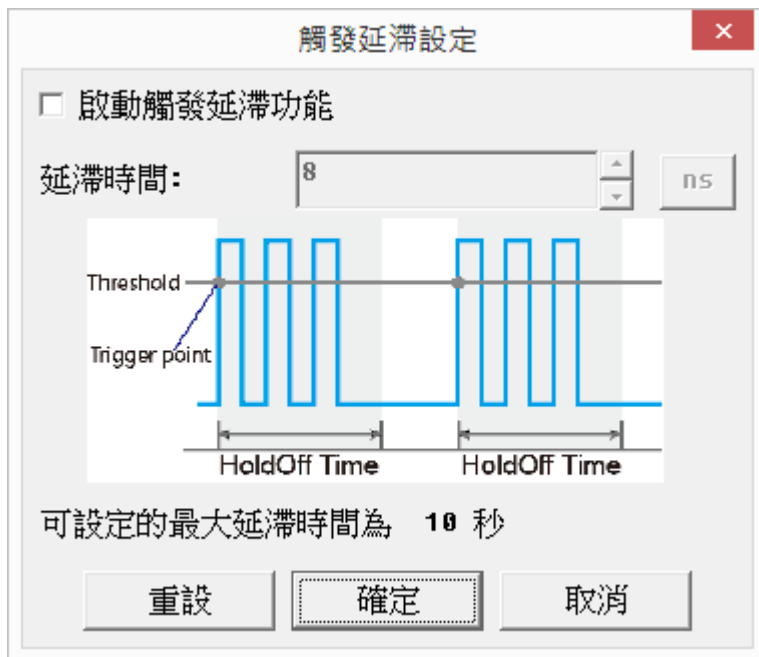 觸發延滯設定
啟動觸發延滯功能
延滯時間: 8 ns
Threshold
Trigger point
HoldOff Time HoldOff Time
可設定的最大延滯時間為 10 秒
重設 確定 取消